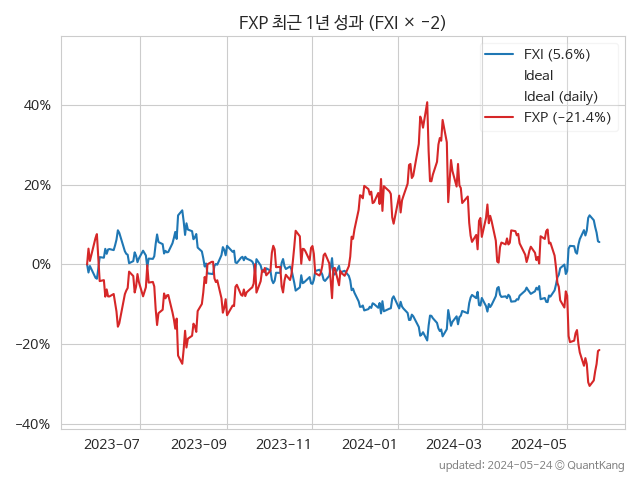 FXP 최근 1년 성과 (FXI × −2)
FXI (5.6%)
Ideal
Ideal (daily)
FXP (−21.4%)
40%
20%
0%
−20%
−40%
2023-07
2023-09
2023-11
2024-01
2024-03
2024-05
updated: 2024-05-24 © QuantKang